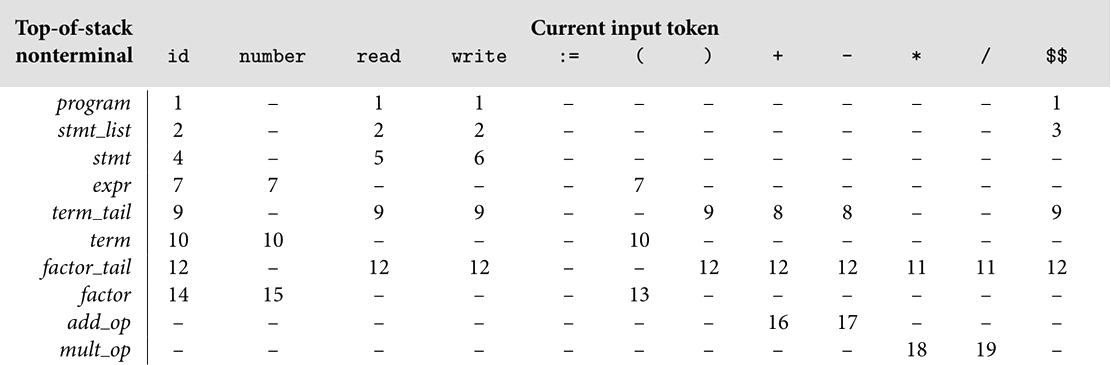 Top-of-stack Current input token
nonterminal id number read write := ( ) + – * / $$
program 1 – 1 1 – – – – – – – 1
stmt_list 2 – 2 2 – – – – – – – 3
stmt 4 – 5 6 – – – – – – – –
expr 7 7 – – – 7 – – – – – –
term_tail 9 – 9 9 – – 9 8 8 – – 9
term 10 10 – – – 10 – – – – – –
factor_tail 12 – 12 12 – – 12 12 12 11 11 12
factor 14 15 – – – 13 – – – – – –
add_op – – – – – – – 16 17 – – –
mult_op – – – – – – – – – 18 19 –